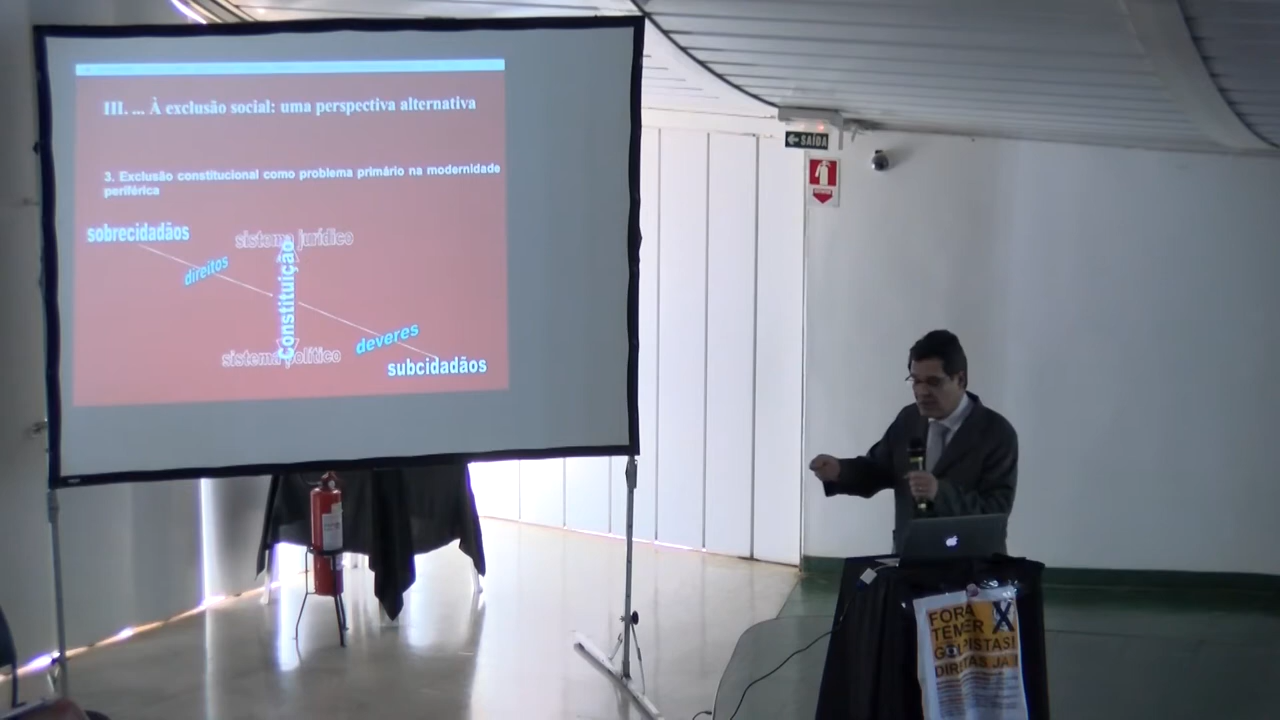 III. ... À exclusão social: uma perspectiva alternativa
3. Exclusão constitucional como problema primário na modernidade
periférica
sobrecidadãos
sistema jurídico
direitos
constituição
deveres
sistema político
subcidadãos
SAÍDA
FORA
TEMER
GOLPISTAS!
DIRETAS JÁ!